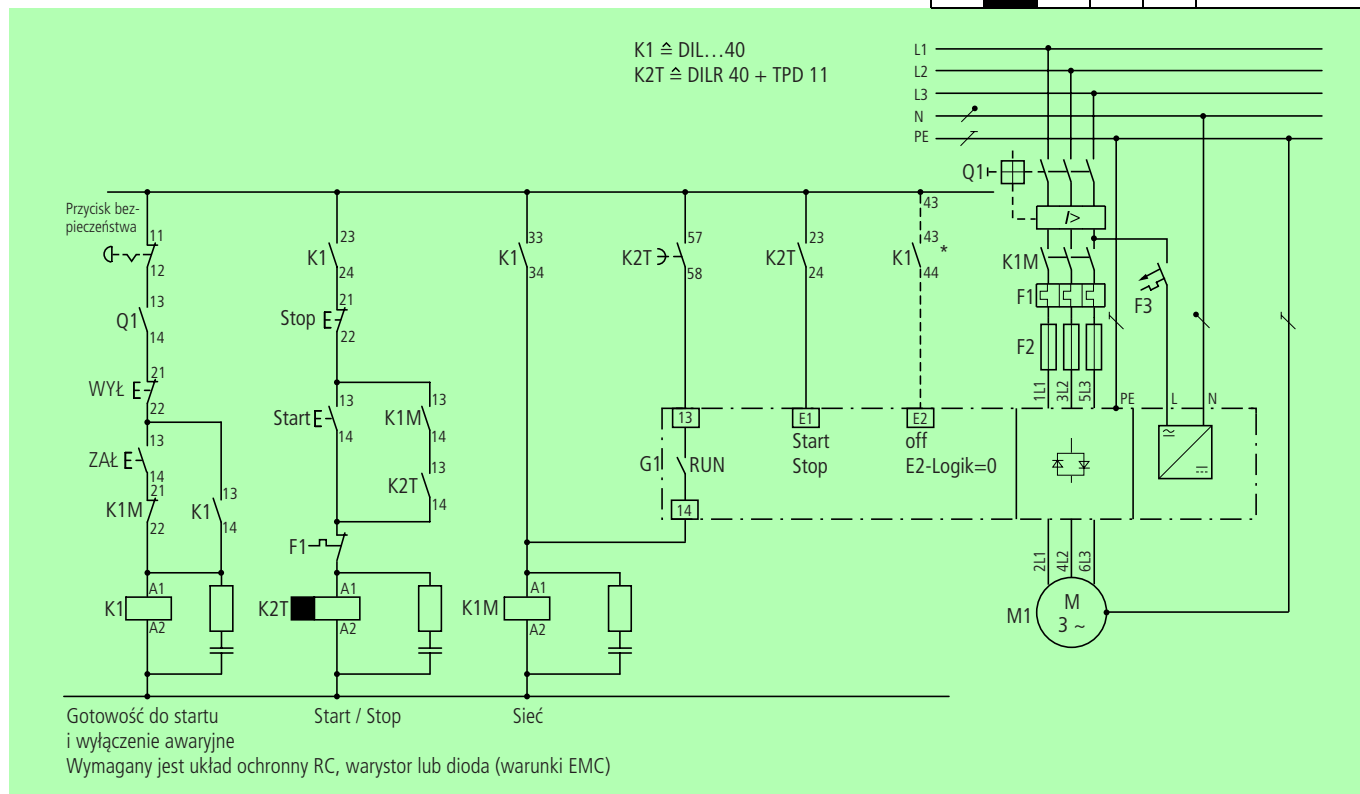 K1 ≙ DIL…40
K2T ≙ DILR 40 + TPD 11
L1
L2
L3
N
PE
Q1
I>
K1M
F1
F2
F3
1L1
3L2
5L3
PE
L
N
Przycisk bez-
pieczeństwa
11
12
13
Q1
14
21
WYŁ
22
13
ZAŁ
14
21
K1M
22
13
K1
14
A1
K1
A2
23
K1
24
21
Stop
22
13
Start
14
13
K1M
14
13
K2T
14
F1
A1
K2T
A2
33
K1
34
A1
K1M
A2
57
K2T
58
23
K2T
24
43
43
K1
*
44
13
G1
RUN
14
E1
Start
Stop
E2
off
E2-Logik=0
2L1
4L2
6L3
M1
M
3 ~
Gotowość do startu
i wyłączenie awaryjne
Start / Stop
Sieć
Wymagany jest układ ochronny RC, warystor lub dioda (warunki EMC)